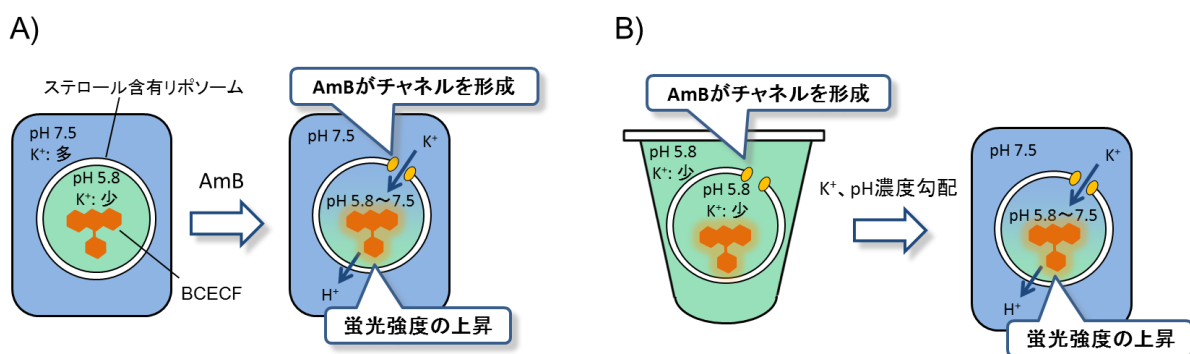 A)
ステロール含有リポソーム
pH 7.5
K⁺: 多
pH 5.8
K⁺: 少
BCECF
AmB
AmBがチャネルを形成
pH 7.5
K⁺
pH 5.8～7.5
H⁺
蛍光強度の上昇
B)
AmBがチャネルを形成
pH 5.8
K⁺: 少
pH 5.8
K⁺: 少
K⁺、pH濃度勾配
pH 7.5
K⁺
pH 5.8～7.5
H⁺
蛍光強度の上昇